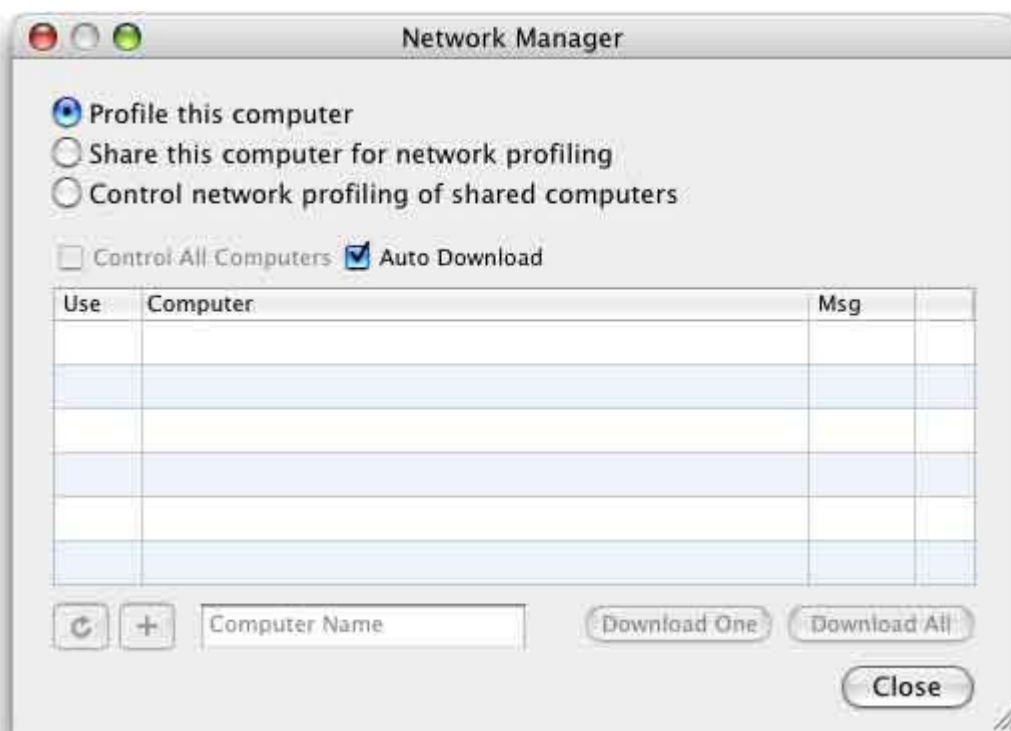 Network Manager
Profile this computer
Share this computer for network profiling
Control network profiling of shared computers
Control All Computers Auto Download
Use Computer Msg
Computer Name Download One Download All
Close